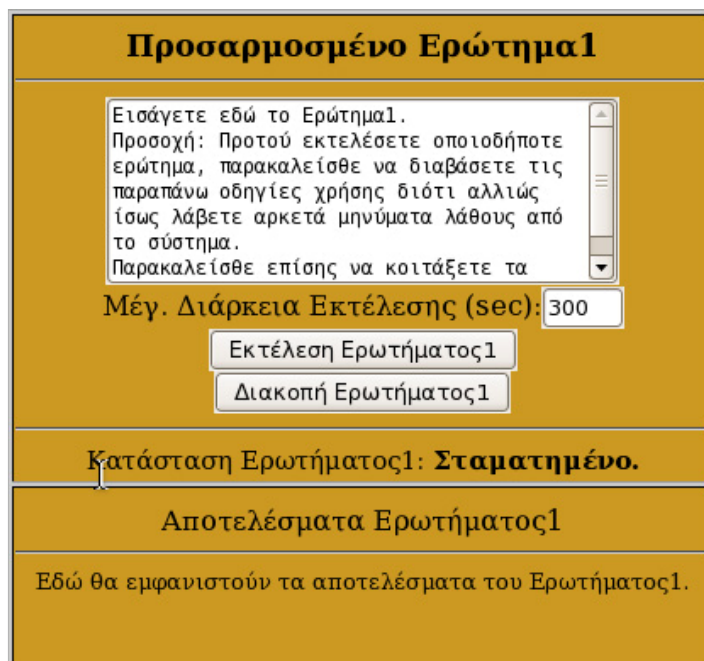 Προσαρμοσμένο Ερώτημα1
Εισάγετε εδώ το Ερώτημα1.
Προσοχή: Προτού εκτελέσετε οποιοδήποτε
ερώτημα, παρακαλείσθε να διαβάσετε τις
παραπάνω οδηγίες χρήσης διότι αλλιώς
ίσως λάβετε αρκετά μηνύματα λάθους από
το σύστημα.
Παρακαλείσθε επίσης να κοιτάξετε τα
Μέγ. Διάρκεια Εκτέλεσης (sec): 300
Εκτέλεση Ερωτήματος1
Διακοπή Ερωτήματος1
Κατάσταση Ερωτήματος1: Σταματημένο.
Αποτελέσματα Ερωτήματος1
Εδώ θα εμφανιστούν τα αποτελέσματα του Ερωτήματος1.